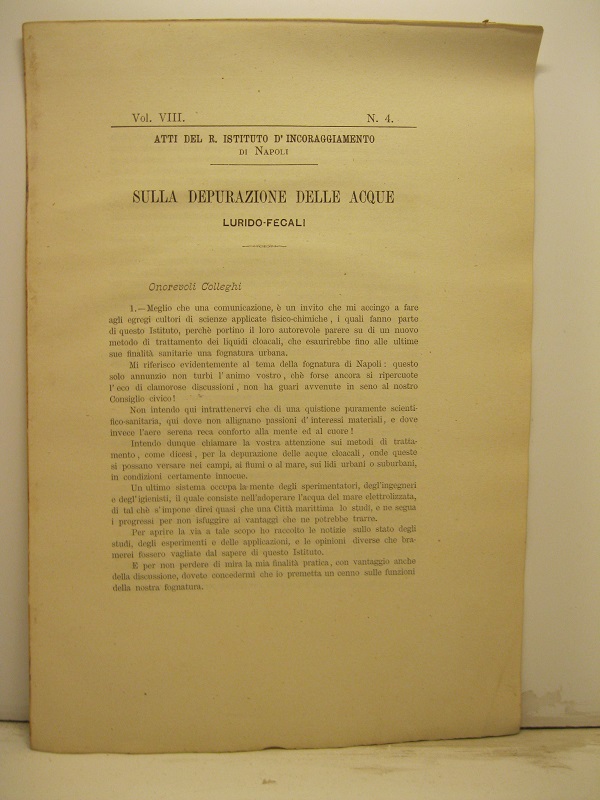 Vol. VIII.
N. 4.
ATTI DEL R. ISTITUTO D' INCORAGGIAMENTO
DI NAPOLI
SULLA DEPURAZIONE DELLE ACQUE
LURIDO-FECALI
Onorevoli Colleghi
1.—Meglio che una comunicazione, è un invito che mi accingo a fare
agli egregi cultori di scienze applicate fisico-chimiche, i quali fanno parte
di questo Istituto, perchè portino il loro autorevole parere su di un nuovo
metodo di trattamento dei liquidi cloacali, che esaurirebbe fino alle ultime
sue finalità sanitarie una fognatura urbana.
Mi riferisco evidentemente al tema della fognatura di Napoli: questo
solo annunzio non turbi l'animo vostro, chè forse ancora si ripercuote
l'eco di clamorose discussioni, non ha guari avvenute in seno al nostro
Consiglio civico!
Non intendo qui intrattenervi che di una quistione puramente scienti-
fico-sanitaria, qui dove non allignano passioni d' interessi materiali, e dove
invece l'aere serena reca conforto alla mente ed al cuore!
Intendo dunque chiamare la vostra attenzione sui metodi di tratta-
mento, come dicesi, per la depurazione delle acque cloacali, onde queste
si possano versare nei campi, ai fiumi o al mare, sui lidi urbani o suburbani,
in condizioni certamente innocue.
Un ultimo sistema occupa la mente degli sperimentatori, degl'ingegneri
e degl'igienisti, il quale consiste nell'adoperare l'acqua del mare elettrolizzata,
di tal chè s'impone direi quasi che una Città marittima lo studi, e ne segua
i progressi per non isfuggire ai vantaggi che ne potrebbe trarre.
Per aprire la via a tale scopo ho raccolto le notizie sullo stato degli
studi, degli esperimenti e delle applicazioni, e le opinioni diverse che bra-
merei fossero vagliate dal sapere di questo Istituto.
E per non perdere di mira la mia finalità pratica, con vantaggio anche
della discussione, dovete concedermi che io premetta un cenno sulle funzioni
della nostra fognatura.